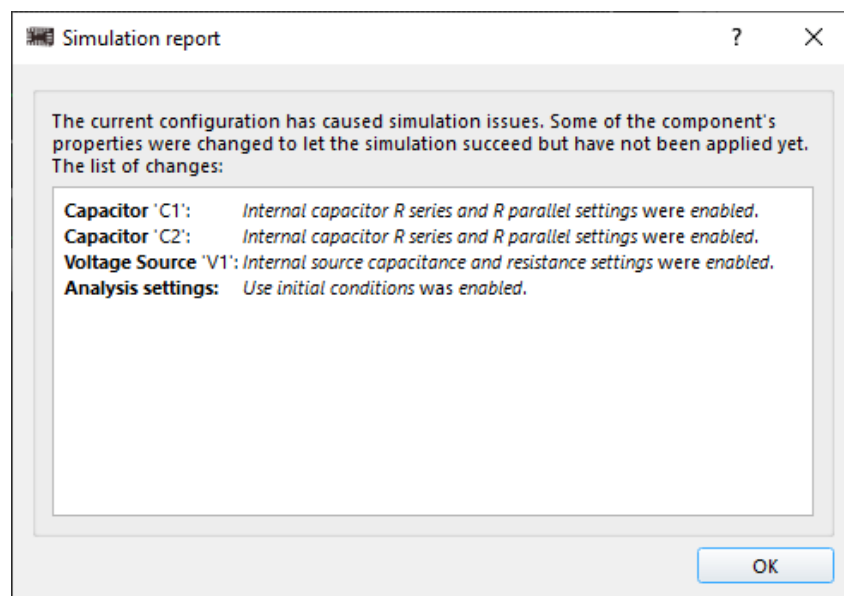 Simulation report
?
The current configuration has caused simulation issues. Some of the component's
properties were changed to let the simulation succeed but have not been applied yet.
The list of changes:
Capacitor 'C1': Internal capacitor R series and R parallel settings were enabled.
Capacitor 'C2': Internal capacitor R series and R parallel settings were enabled.
Voltage Source 'V1': Internal source capacitance and resistance settings were enabled.
Analysis settings: Use initial conditions was enabled.
OK